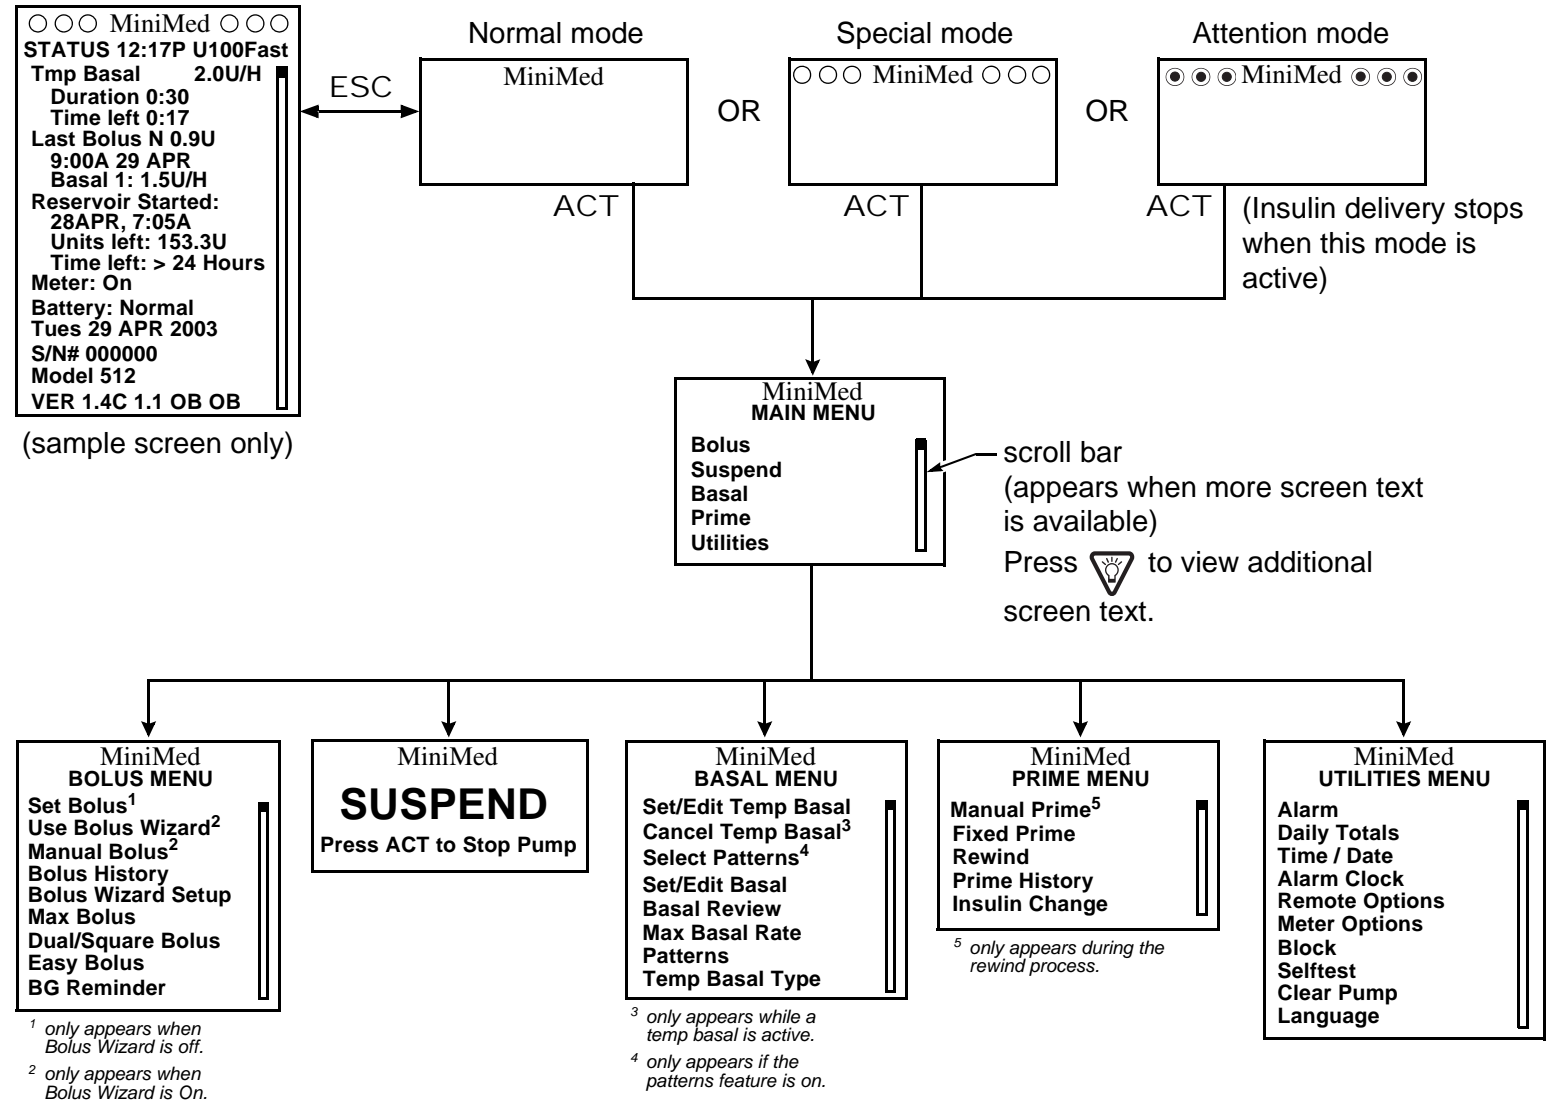 MiniMed
STATUS 12:17P U100Fast
Tmp Basal 2.0U/H
Duration 0:30
Time left 0:17
Last Bolus N 0.9U
9:00A 29 APR
Basal 1: 1.5U/H
Reservoir Started:
28APR, 7:05A
Units left: 153.3U
Time left: > 24 Hours
Meter: On
Battery: Normal
Tues 29 APR 2003
S/N# 000000
Model 512
VER 1.4C 1.1 OB OB
(sample screen only)
ESC
Normal mode
MiniMed
ACT
OR
Special mode
MiniMed
ACT
OR
Attention mode
MiniMed
ACT
(Insulin delivery stops
when this mode is
active)
MiniMed
MAIN MENU
Bolus
Suspend
Basal
Prime
Utilities
scroll bar
(appears when more screen text
is available)
Press to view additional
screen text.
MiniMed
BOLUS MENU
Set Bolus1
Use Bolus Wizard2
Manual Bolus2
Bolus History
Bolus Wizard Setup
Max Bolus
Dual/Square Bolus
Easy Bolus
BG Reminder
1 only appears when
Bolus Wizard is off.
2 only appears when
Bolus Wizard is On.
MiniMed
SUSPEND
Press ACT to Stop Pump
MiniMed
BASAL MENU
Set/Edit Temp Basal
Cancel Temp Basal3
Select Patterns4
Set/Edit Basal
Basal Review
Max Basal Rate
Patterns
Temp Basal Type
3 only appears while a
temp basal is active.
4 only appears if the
patterns feature is on.
MiniMed
PRIME MENU
Manual Prime5
Fixed Prime
Rewind
Prime History
Insulin Change
5 only appears during the
rewind process.
MiniMed
UTILITIES MENU
Alarm
Daily Totals
Time / Date
Alarm Clock
Remote Options
Meter Options
Block
Selftest
Clear Pump
Language